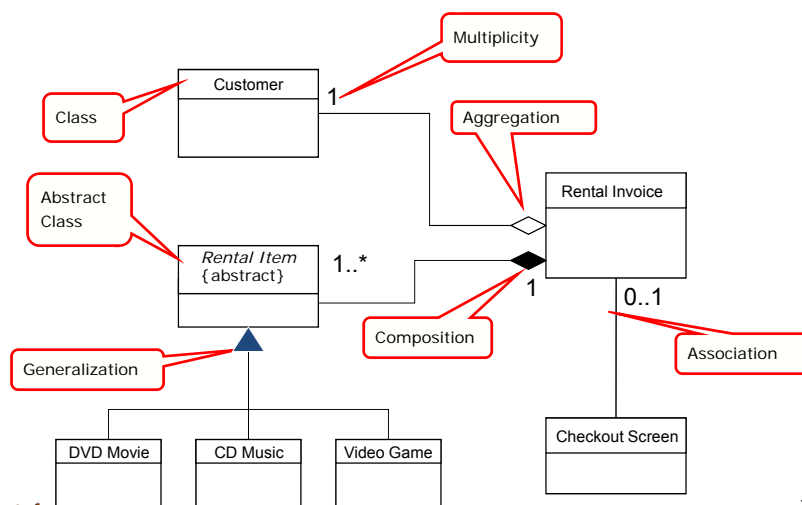 Multiplicity
Customer
1
Class
Aggregation
Rental Invoice
Abstract
Class
Rental Item
{abstract}
1..*
1
0..1
Composition
Association
Generalization
DVD Movie
CD Music
Video Game
Checkout Screen